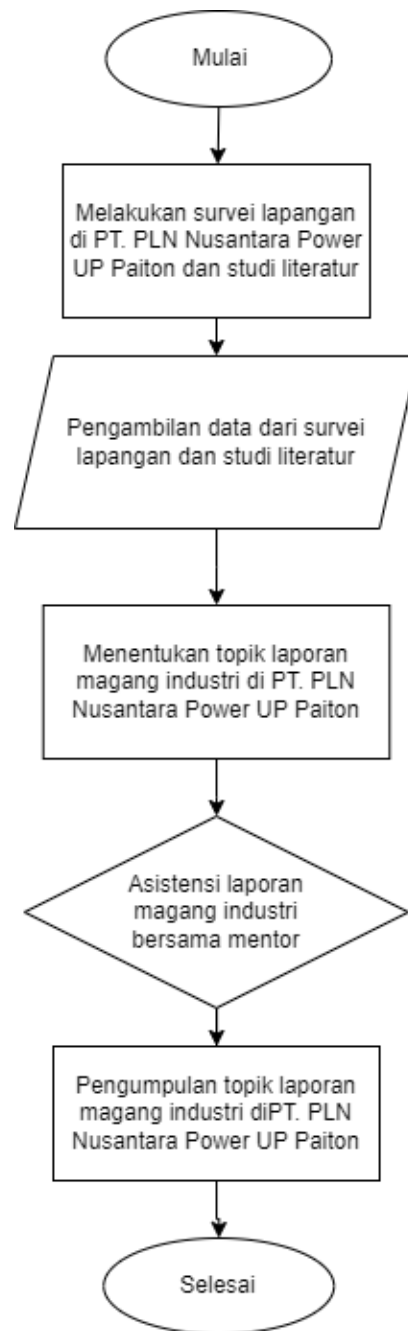 Mulai
Melakukan survei lapangan
di PT. PLN Nusantara Power
UP Paiton dan studi literatur
Pengambilan data dari survei
lapangan dan studi literatur
Menentukan topik laporan
magang industri di PT. PLN
Nusantara Power UP Paiton
Asistensi laporan
magang industri
bersama mentor
Pengumpulan topik laporan
magang industri diPT. PLN
Nusantara Power UP Paiton
Selesai